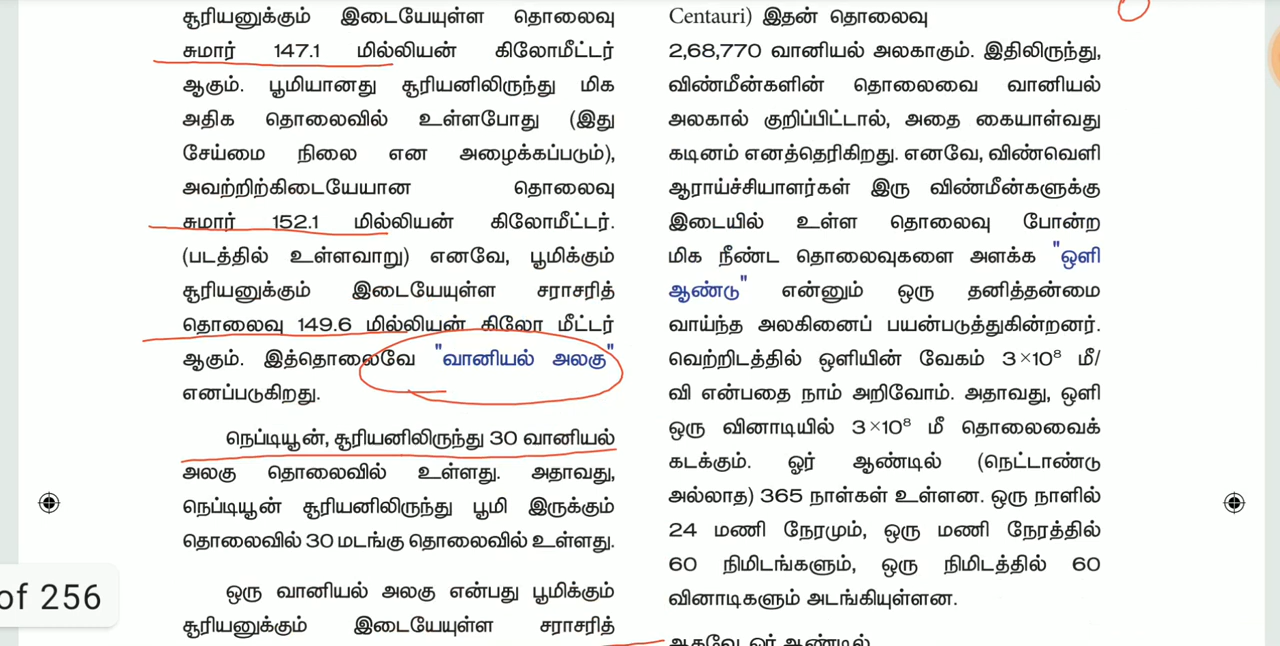 சூரியனுக்கும் இடையேயுள்ள தொலைவு
சுமார் 147.1 மில்லியன் கிலோமீட்டர்
ஆகும். பூமியானது சூரியனிலிருந்து மிக
அதிக தொலைவில் உள்ளபோது (இது
சேய்மை நிலை என அழைக்கப்படும்),
அவற்றிற்கிடையேயான தொலைவு
சுமார் 152.1 மில்லியன் கிலோமீட்டர்.
(படத்தில் உள்ளவாறு) எனவே, பூமிக்கும்
சூரியனுக்கும் இடையேயுள்ள சராசரித்
தொலைவு 149.6 மில்லியன் கிலோ மீட்டர்
ஆகும். இத்தொலைவே "வானியல் அலகு"
எனப்படுகிறது.
நெப்டியூன், சூரியனிலிருந்து 30 வானியல்
அலகு தொலைவில் உள்ளது. அதாவது,
நெப்டியூன் சூரியனிலிருந்து பூமி இருக்கும்
தொலைவில் 30 மடங்கு தொலைவில் உள்ளது.
ஒரு வானியல் அலகு என்பது பூமிக்கும்
சூரியனுக்கும் இடையேயுள்ள சராசரித்
Centauri) இதன் தொலைவு
2,68,770 வானியல் அலகாகும். இதிலிருந்து,
விண்மீன்களின் தொலைவை வானியல்
அலகால் குறிப்பிட்டால், அதை கையாள்வது
கடினம் எனத்தெரிகிறது. எனவே, விண்வெளி
ஆராய்ச்சியாளர்கள் இரு விண்மீன்களுக்கு
இடையில் உள்ள தொலைவு போன்ற
மிக நீண்ட தொலைவுகளை அளக்க "ஒளி
ஆண்டு" என்னும் ஒரு தனித்தன்மை
வாய்ந்த அலகினைப் பயன்படுத்துகின்றனர்.
வெற்றிடத்தில் ஒளியின் வேகம் 3×10⁸ மீ/
வி என்பதை நாம் அறிவோம். அதாவது, ஒளி
ஒரு வினாடியில் 3×10⁸ மீ தொலைவைக்
கடக்கும். ஓர் ஆண்டில் (நெட்டாண்டு
அல்லாத) 365 நாள்கள் உள்ளன. ஒரு நாளில்
24 மணி நேரமும், ஒரு மணி நேரத்தில்
60 நிமிடங்களும், ஒரு நிமிடத்தில் 60
வினாடிகளும் அடங்கியுள்ளன.
ஆகவே, ஓர் ஆண்டில்
of 256